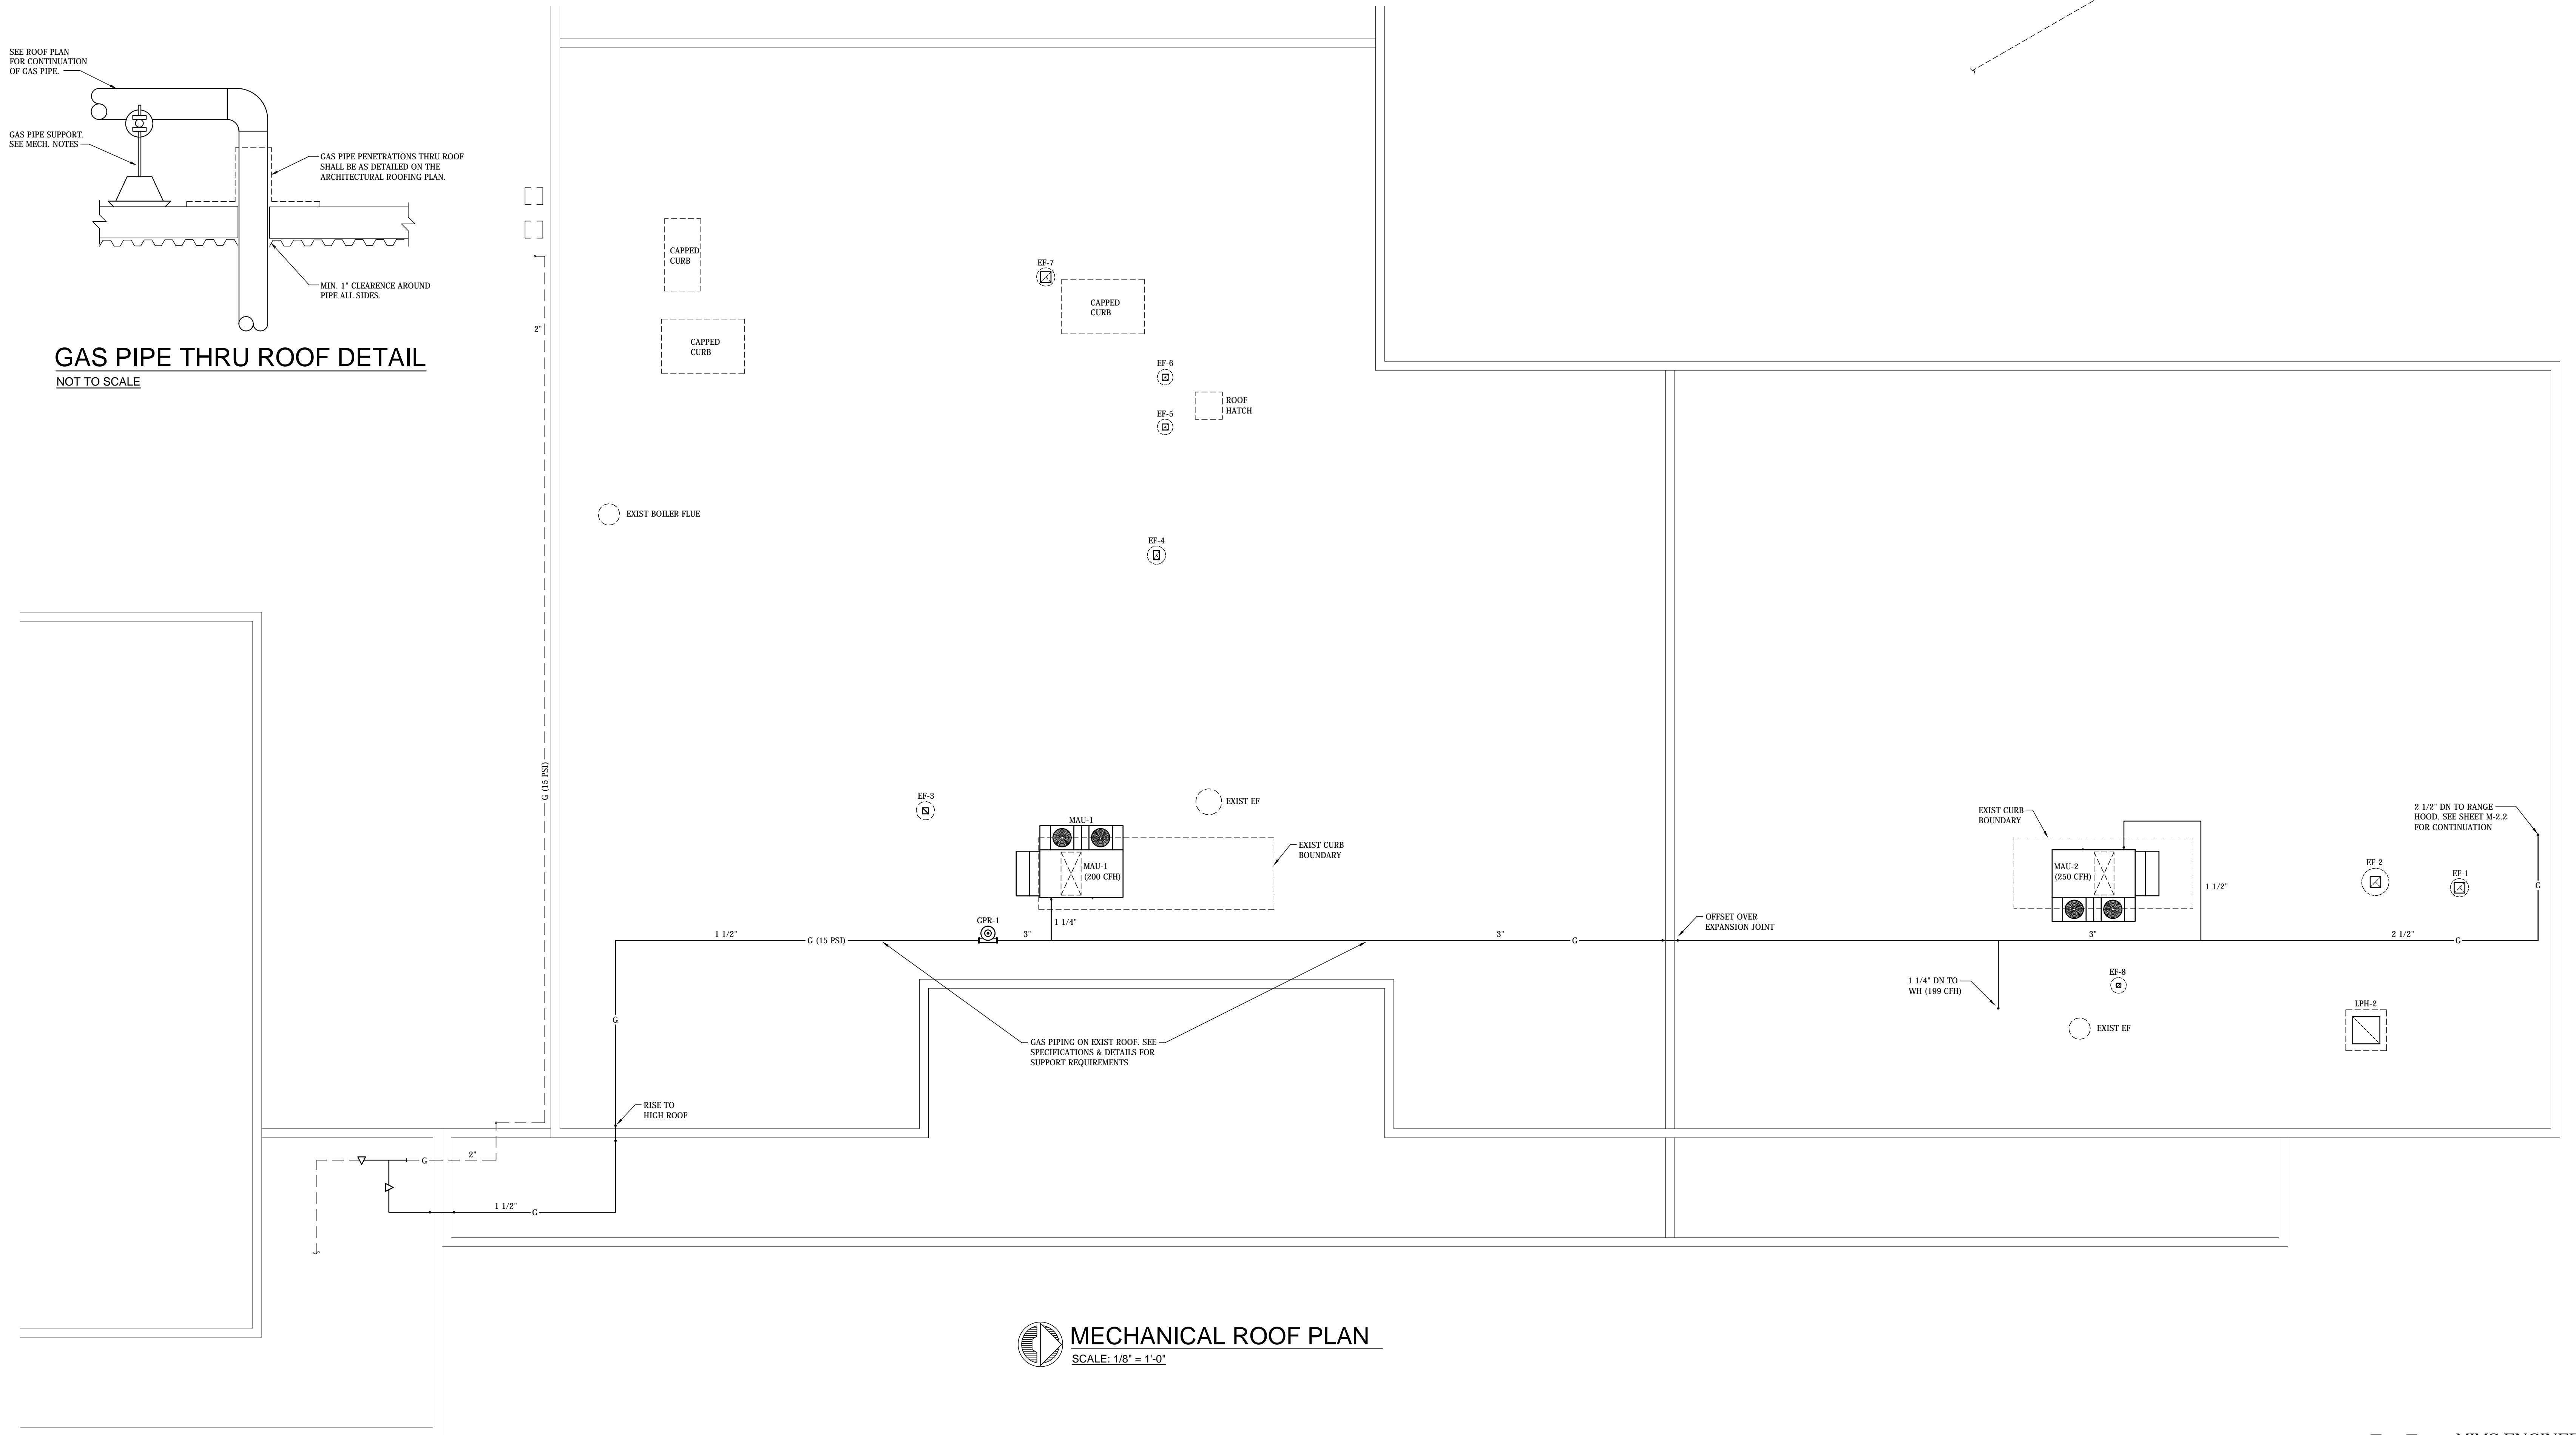 SEE ROOF PLAN
FOR CONTINUATION
OF GAS PIPE.
GAS PIPE SUPPORT.
SEE MECH. NOTES
GAS PIPE PENETRATIONS THRU ROOF
SHALL BE AS DETAILED ON THE
ARCHITECTURAL ROOFING PLAN.
MIN. 1" CLEARENCE AROUND
PIPE ALL SIDES.
GAS PIPE THRU ROOF DETAIL
NOT TO SCALE
2"
G (15 PSI)
CAPPED
CURB
CAPPED
CURB
EF-7
CAPPED
CURB
EF-6
ROOF
HATCH
EF-5
EXIST BOILER FLUE
EF-4
EF-3
EXIST EF
MAU-1
MAU-1
(200 CFH)
EXIST CURB
BOUNDARY
1 1/4"
GPR-1
1 1/2"
G (15 PSI)
3"
3"
G
OFFSET OVER
EXPANSION JOINT
EXIST CURB
BOUNDARY
MAU-2
(250 CFH)
1 1/2"
2 1/2" DN TO RANGE
HOOD. SEE SHEET M-2.2
FOR CONTINUATION
EF-2
EF-1
G
3"
2 1/2"
G
EF-8
1 1/4" DN TO
WH (199 CFH)
EXIST EF
LPH-2
G
GAS PIPING ON EXIST ROOF. SEE
SPECIFICATIONS & DETAILS FOR
SUPPORT REQUIREMENTS
RISE TO
HIGH ROOF
G
2"
1 1/2"
G
MECHANICAL ROOF PLAN
SCALE: 1/8" = 1'-0"